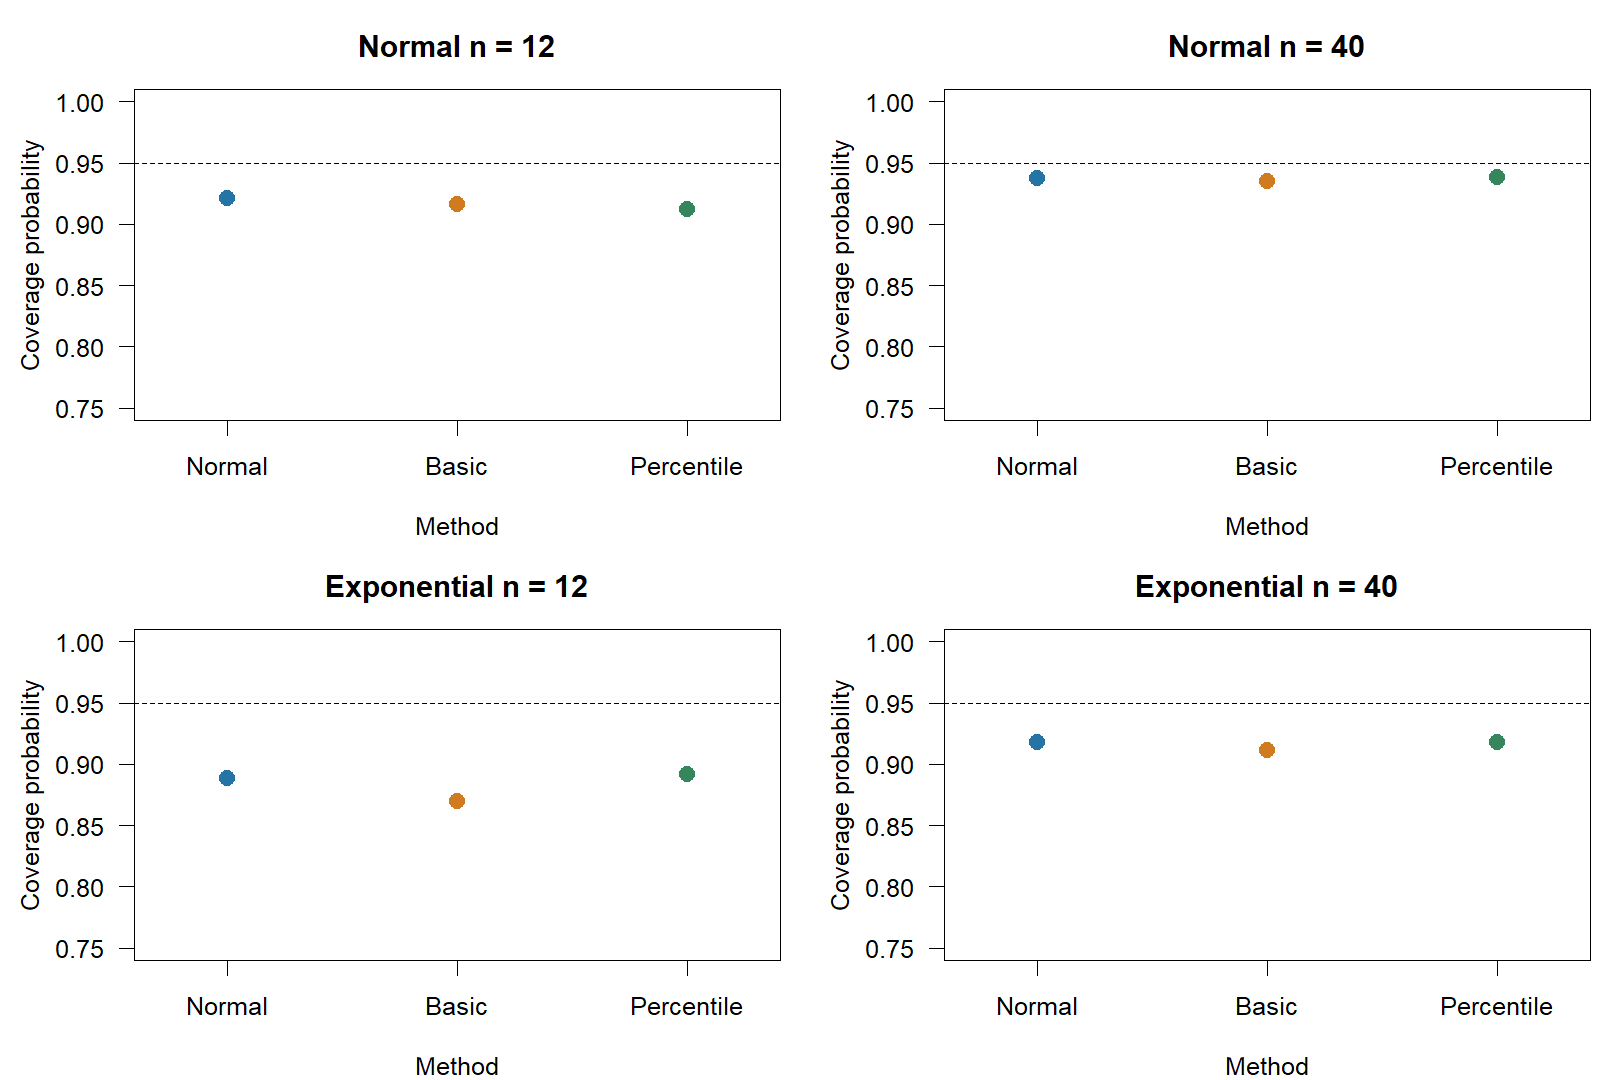 Normal n = 12
Coverage probability
1.00
0.95
0.90
0.85
0.80
0.75
Normal Basic Percentile
Method
Normal n = 40
Coverage probability
1.00
0.95
0.90
0.85
0.80
0.75
Normal Basic Percentile
Method
Exponential n = 12
Coverage probability
1.00
0.95
0.90
0.85
0.80
0.75
Normal Basic Percentile
Method
Exponential n = 40
Coverage probability
1.00
0.95
0.90
0.85
0.80
0.75
Normal Basic Percentile
Method